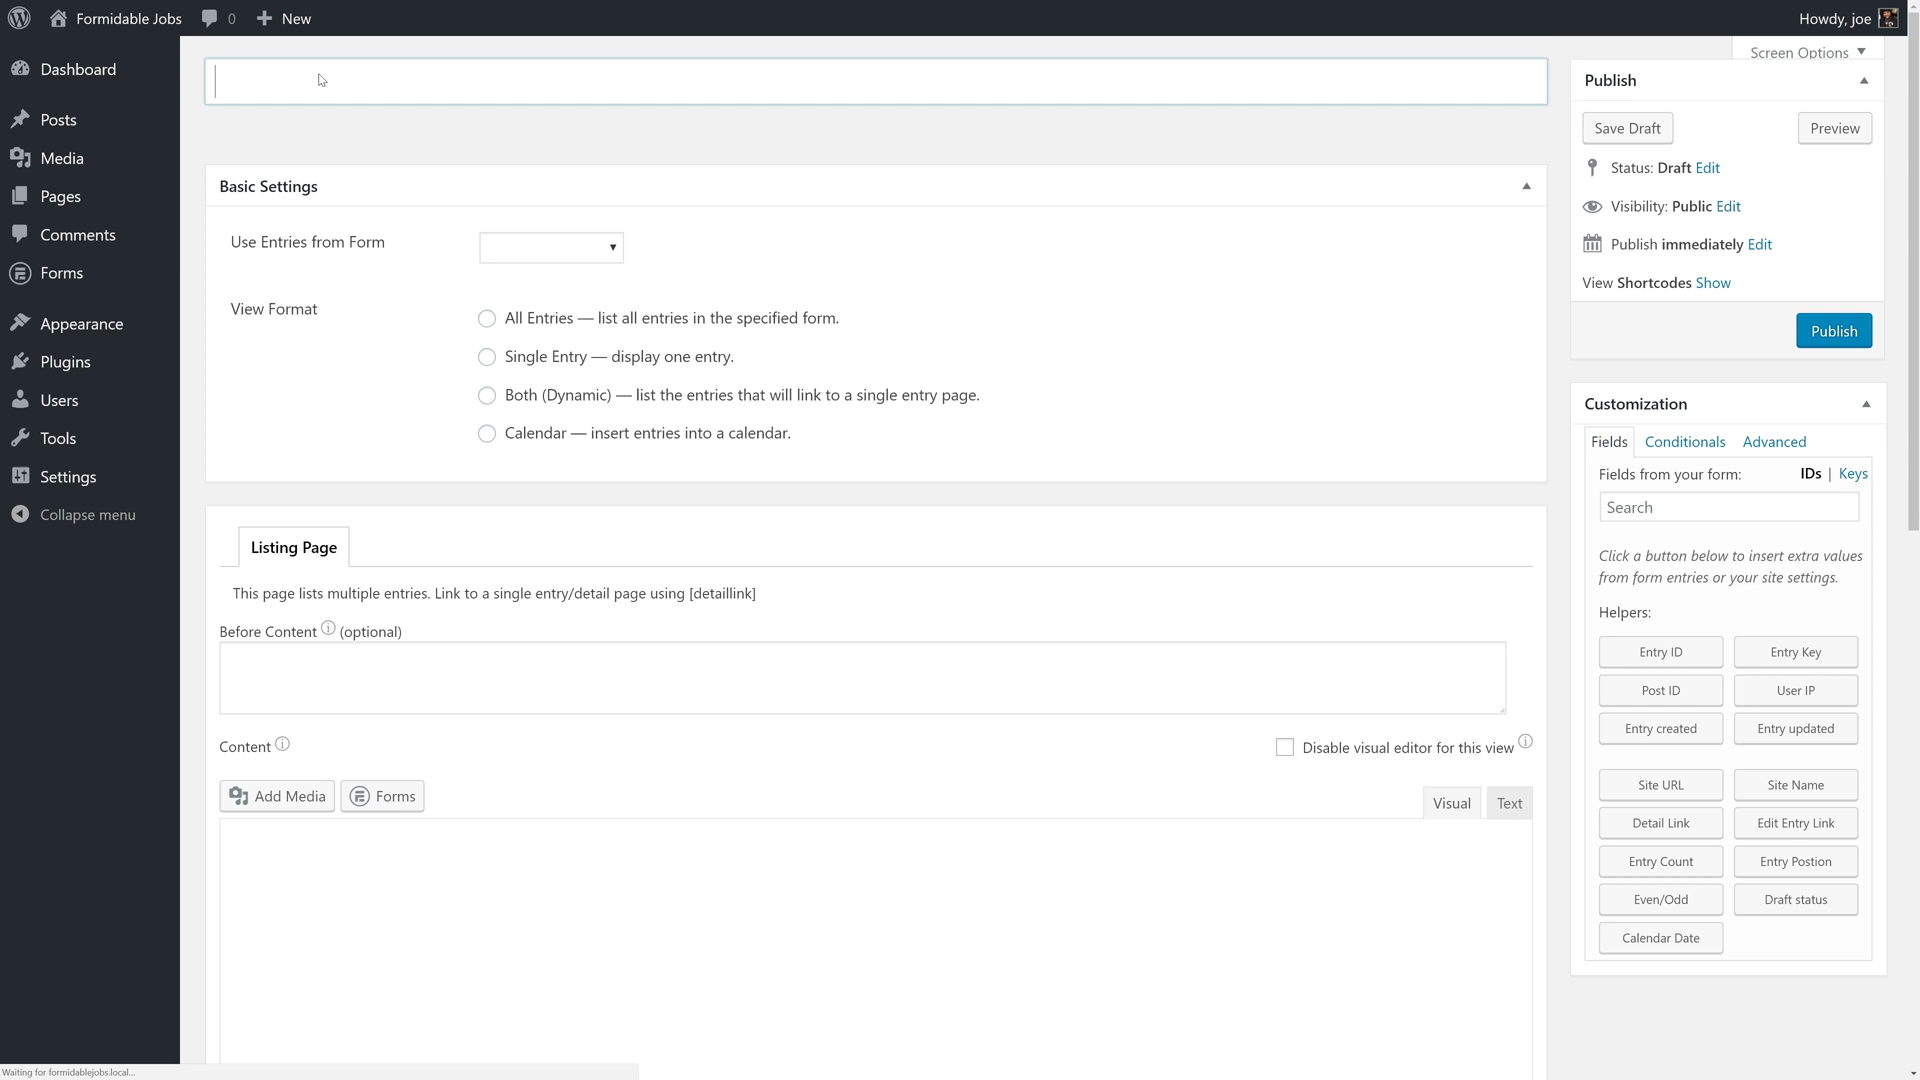 Formidable Jobs 0 New Howdy, joe
Screen Options
Dashboard
Posts
Media
Pages
Comments
Forms
Appearance
Plugins
Users
Tools
Settings
Collapse menu
Basic Settings
Use Entries from Form
View Format
All Entries — list all entries in the specified form.
Single Entry — display one entry.
Both (Dynamic) — list the entries that will link to a single entry page.
Calendar — insert entries into a calendar.
Listing Page
This page lists multiple entries. Link to a single entry/detail page using [detaillink]
Before Content (optional)
Content
Disable visual editor for this view
Add Media Forms
Visual Text
Publish
Save Draft Preview
Status: Draft Edit
Visibility: Public Edit
Publish immediately Edit
View Shortcodes Show
Publish
Customization
Fields Conditionals Advanced
Fields from your form: IDs | Keys
Search
Click a button below to insert extra values
from form entries or your site settings.
Helpers:
Entry ID Entry Key
Post ID User IP
Entry created Entry updated
Site URL Site Name
Detail Link Edit Entry Link
Entry Count Entry Postion
Even/Odd Draft status
Calendar Date
Waiting for formidablejobs.local...